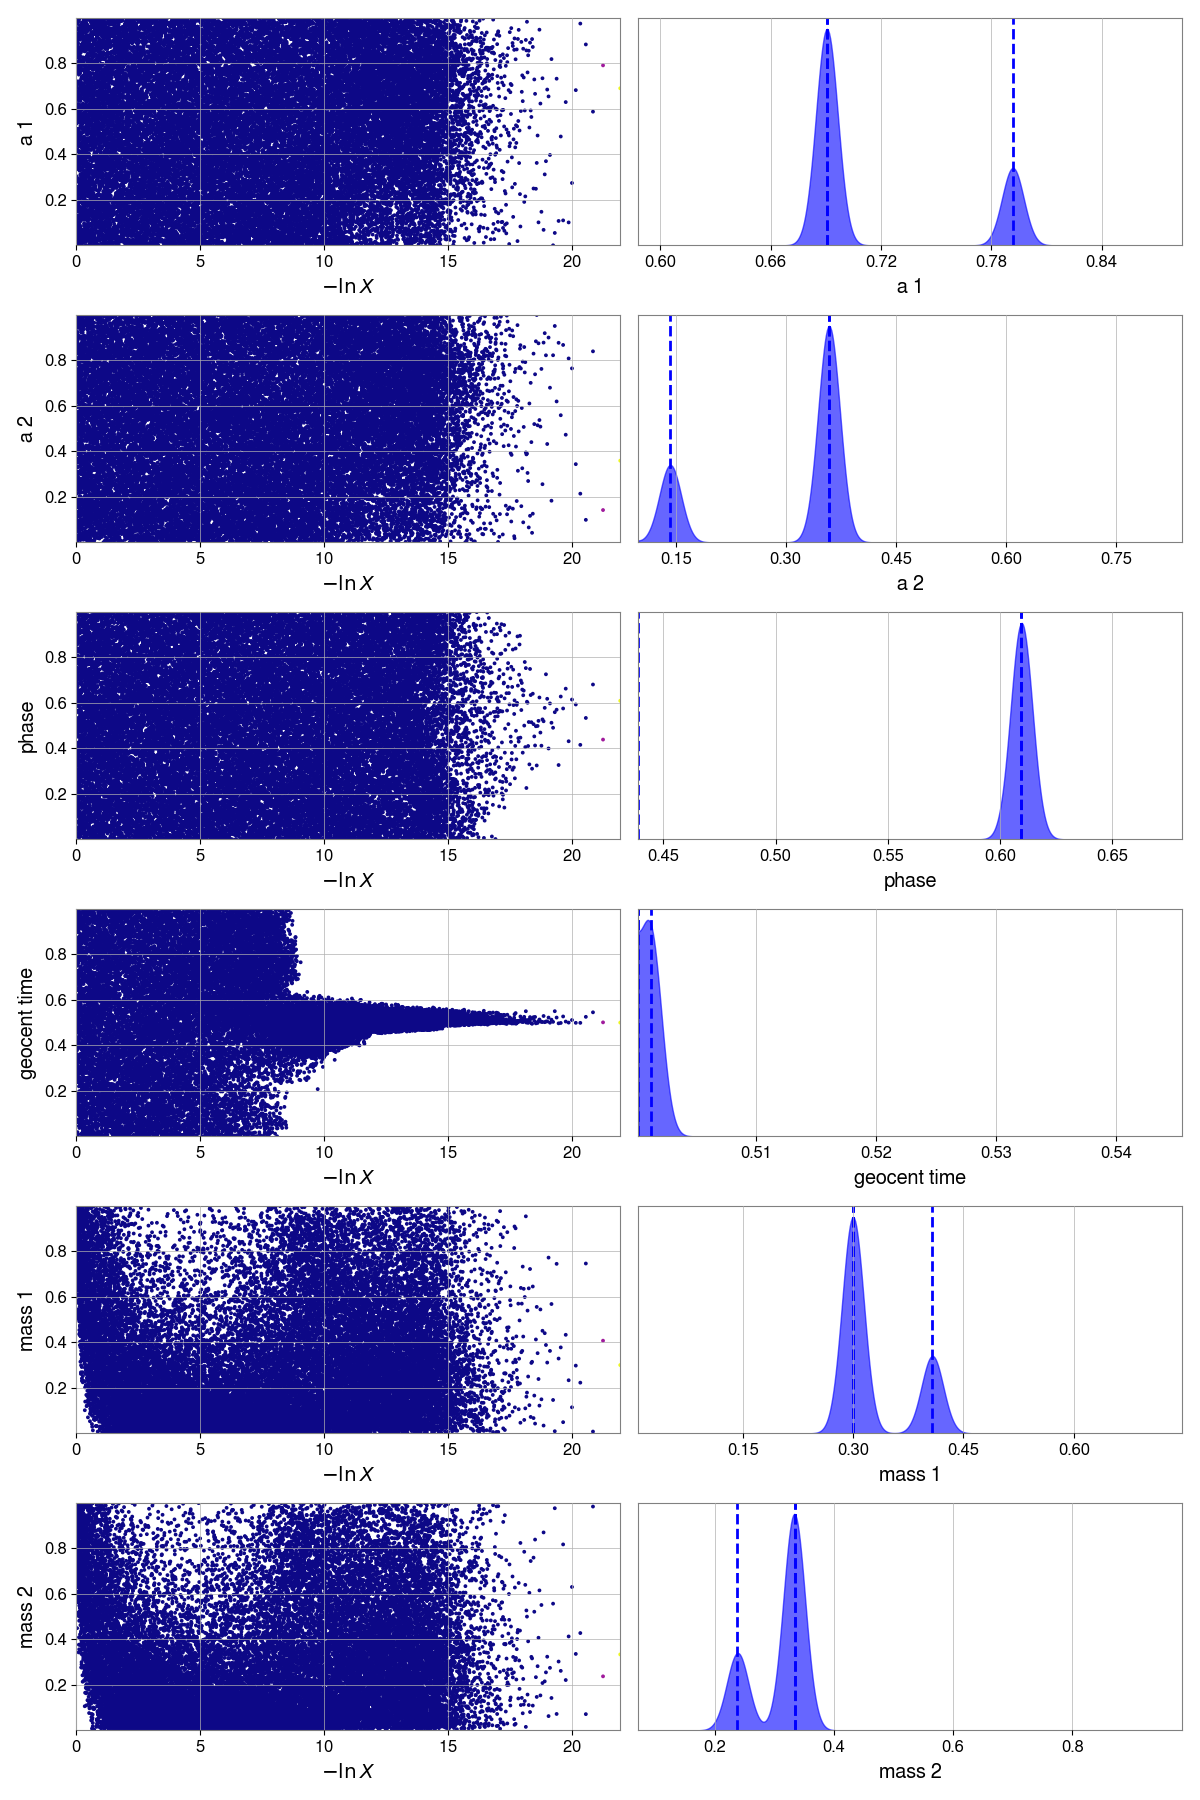 a 1
0.8
0.6
0.4
0.2
0 5 10 15 20
−ln X
0.60 0.66 0.72 0.78 0.84
a 1
a 2
0.8
0.6
0.4
0.2
0 5 10 15 20
−ln X
0.15 0.30 0.45 0.60 0.75
a 2
phase
0.8
0.6
0.4
0.2
0 5 10 15 20
−ln X
0.45 0.50 0.55 0.60 0.65
phase
geocent time
0.8
0.6
0.4
0.2
0 5 10 15 20
−ln X
0.51 0.52 0.53 0.54
geocent time
mass 1
0.8
0.6
0.4
0.2
0 5 10 15 20
−ln X
0.15 0.30 0.45 0.60
mass 1
mass 2
0.8
0.6
0.4
0.2
0 5 10 15 20
−ln X
0.2 0.4 0.6 0.8
mass 2